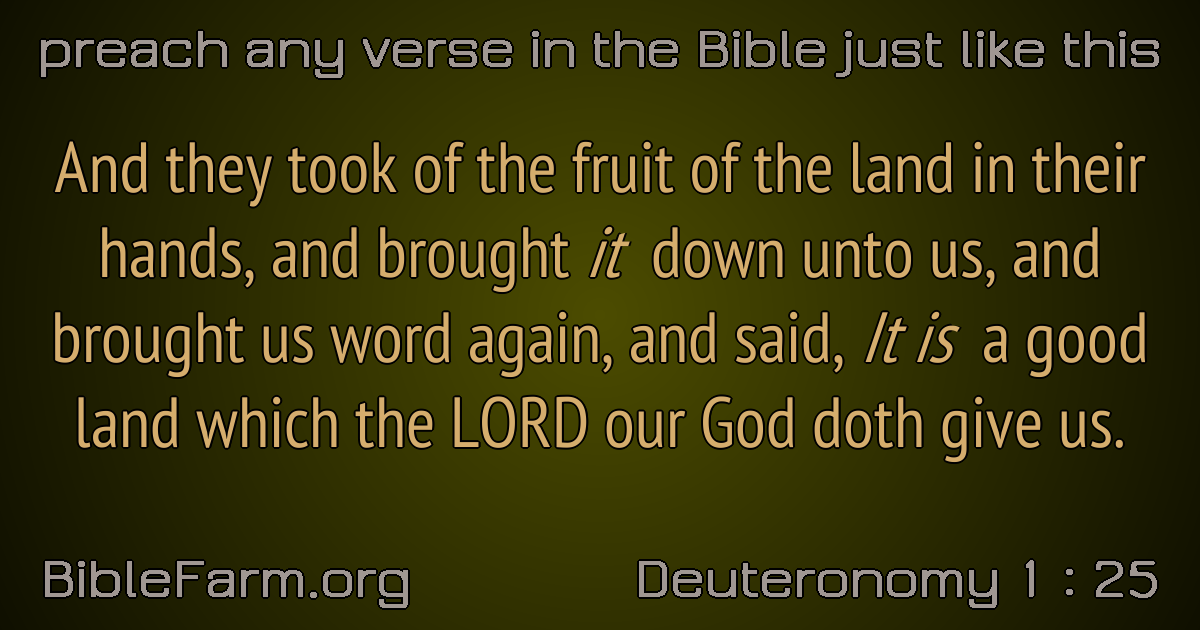 preach any verse in the Bible just like this
And they took of the fruit of the land in their
hands, and brought it down unto us, and
brought us word again, and said, It is a good
land which the LORD our God doth give us.
BibleFarm.org
Deuteronomy 1 : 25